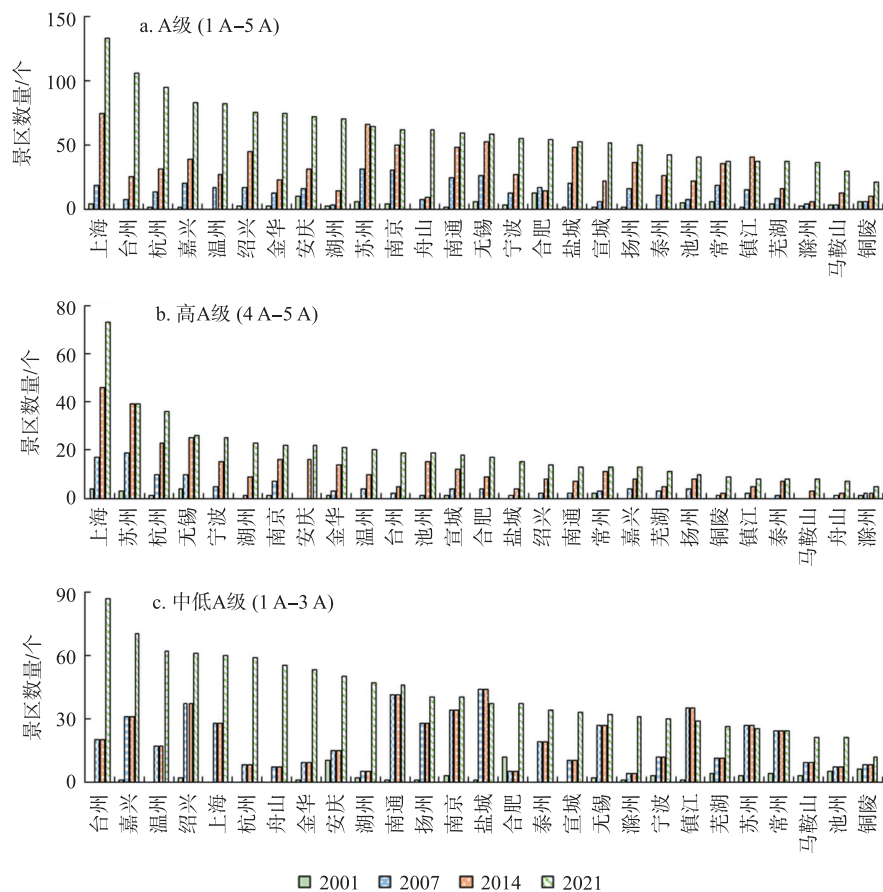 a. A级 (1 A–5 A)
景区数量/个
150
100
50
0
上海 台州 杭州 嘉兴 温州 绍兴 金华 安庆 湖州 苏州 南京 舟山 南通 无锡 宁波 合肥 盐城 宣城 扬州 泰州 池州 常州 镇江 芜湖 滁州 马鞍山 铜陵
b. 高A级 (4 A–5 A)
景区数量/个
80
60
40
20
0
上海 苏州 杭州 无锡 宁波 湖州 南京 安庆 金华 温州 台州 池州 宣城 合肥 盐城 绍兴 南通 常州 嘉兴 芜湖 扬州 铜陵 镇江 泰州 马鞍山 舟山 滁州
c. 中低A级 (1 A–3 A)
景区数量/个
90
60
30
0
台州 嘉兴 温州 绍兴 上海 杭州 舟山 金华 安庆 湖州 南通 扬州 南京 盐城 合肥 泰州 宣城 无锡 滁州 宁波 镇江 芜湖 苏州 常州 马鞍山 池州 铜陵
2001 2007 2014 2021